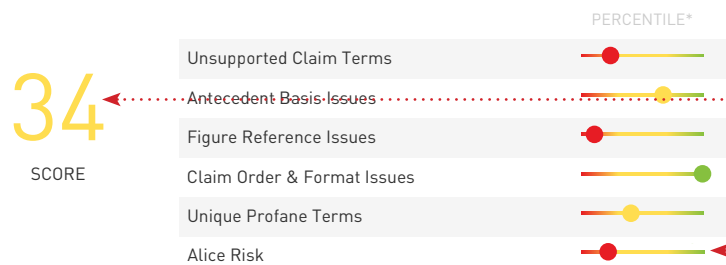 PERCENTILE*
Unsupported Claim Terms
34
Antecedent Basis Issues
Figure Reference Issues
SCORE
Claim Order & Format Issues
Unique Profane Terms
Alice Risk